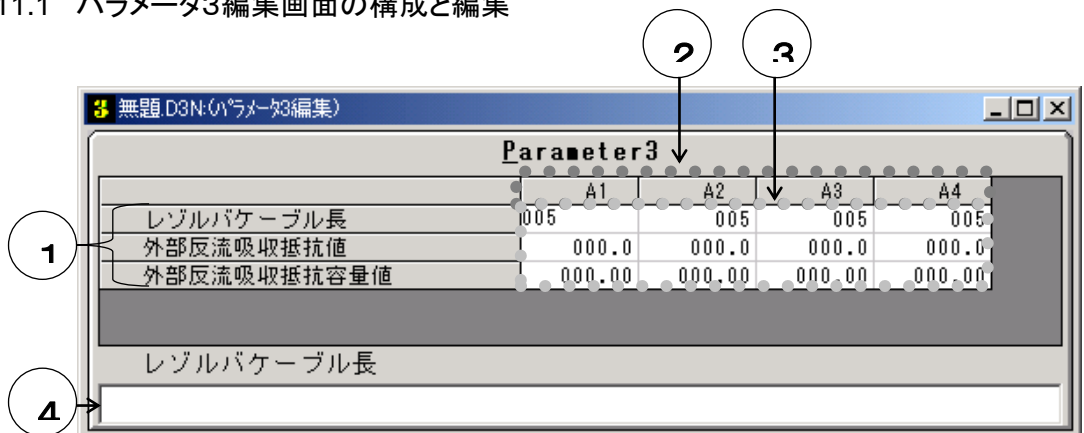 11.1 パラメータ3編集画面の構成と編集
2 3
無題.D3N:(パラメータ3編集)
Parameter3
A1 A2 A3 A4
レゾルバケーブル長 005 005 005 005
1
外部反流吸収抵抗値 000.0 000.0 000.0 000.0
外部反流吸収抵抗容量値 000.00 000.00 000.00 000.00
レゾルバケーブル長
4